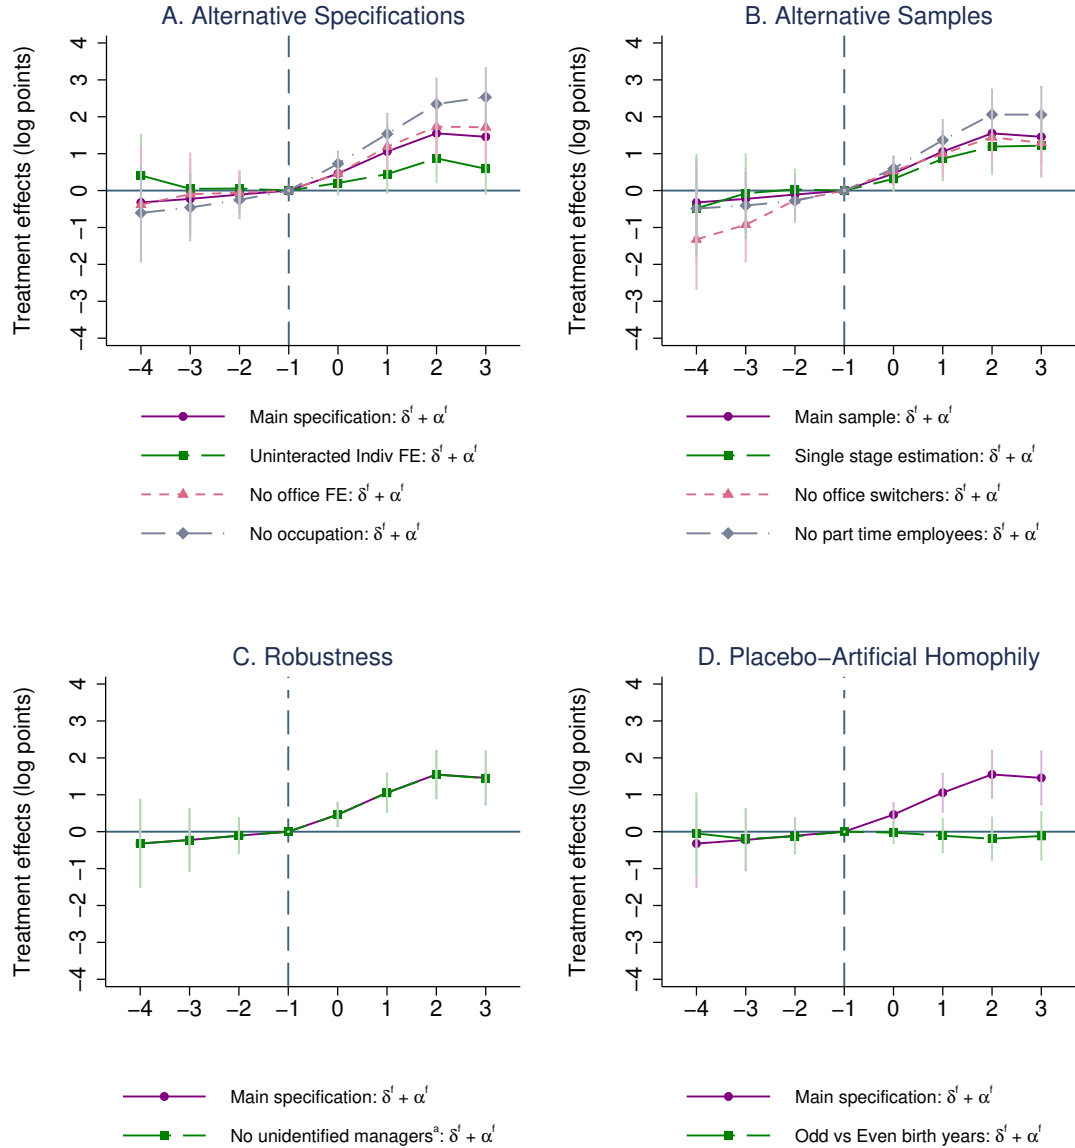 A. Alternative Specifications
Treatment effects (log points)
4
3
2
1
0
−1
−2
−3
−4
−4 −3 −2 −1 0 1 2 3
Main specification: δᶠ + αᶠ
Uninteracted Indiv FE: δᶠ + αᶠ
No office FE: δᶠ + αᶠ
No occupation: δᶠ + αᶠ
B. Alternative Samples
Treatment effects (log points)
4
3
2
1
0
−1
−2
−3
−4
−4 −3 −2 −1 0 1 2 3
Main sample: δᶠ + αᶠ
Single stage estimation: δᶠ + αᶠ
No office switchers: δᶠ + αᶠ
No part time employees: δᶠ + αᶠ
C. Robustness
Treatment effects (log points)
4
3
2
1
0
−1
−2
−3
−4
−4 −3 −2 −1 0 1 2 3
Main specification: δᶠ + αᶠ
No unidentified managersᵃ: δᶠ + αᶠ
D. Placebo−Artificial Homophily
Treatment effects (log points)
4
3
2
1
0
−1
−2
−3
−4
−4 −3 −2 −1 0 1 2 3
Main specification: δᶠ + αᶠ
Odd vs Even birth years: δᶠ + αᶠ